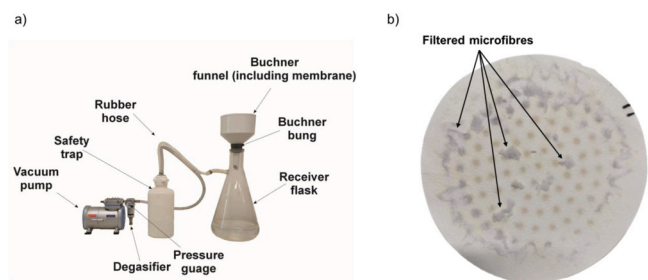 a)
b)
Buchner
funnel (including membrane)
Filtered microfibres
Rubber
hose
Buchner
bung
Safety
trap
Vacuum
pump
Receiver
flask
Pressure
guage
Degasifier